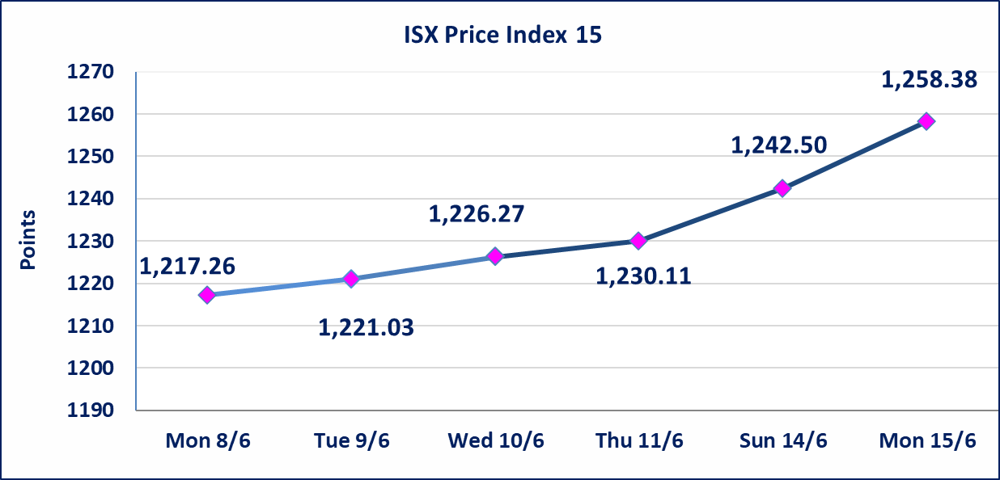 ISX Price Index 15
Points
1270
1260
1250
1240
1230
1220
1210
1200
1190
1,217.26
1,221.03
1,226.27
1,230.11
1,242.50
1,258.38
Mon 8/6
Tue 9/6
Wed 10/6
Thu 11/6
Sun 14/6
Mon 15/6